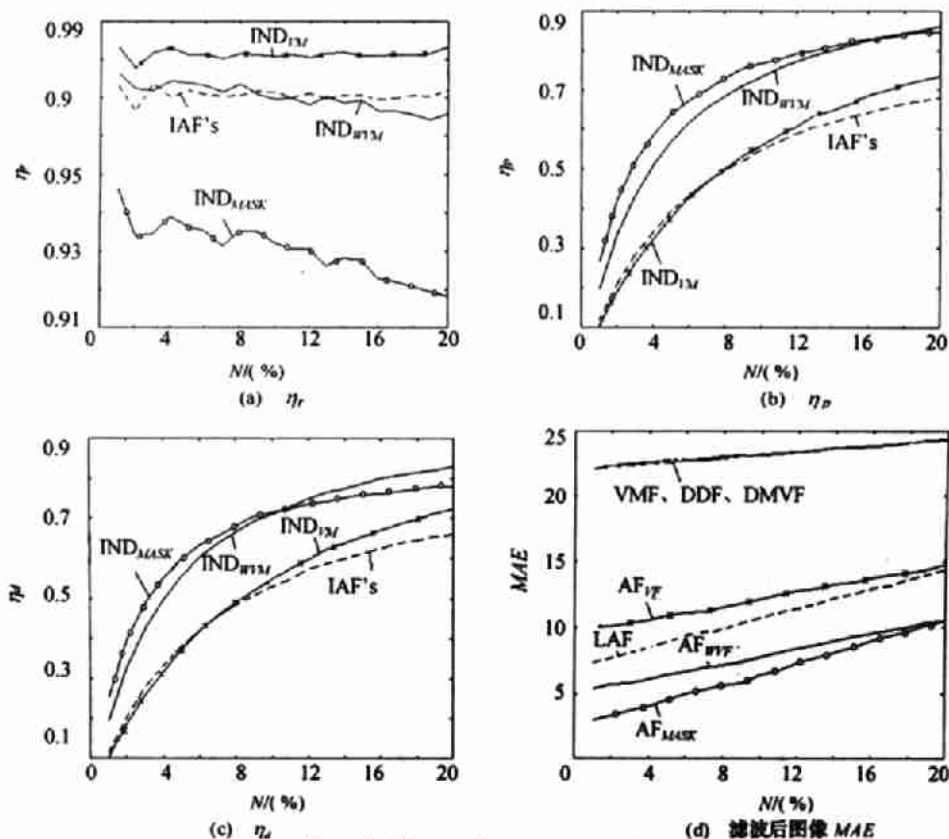 0.99
0.9
0.95
0.93
0.91
η_r
IND_VM
IAF's
IND_WVM
IND_MASK
0 4 8 12 16 20
N/( %)
(a) η_r
0.9
0.7
0.5
0.3
0.1
η_p
IND_MASK
IND_WVM
IAF's
IND_VM
0 4 8 12 16 20
N/( %)
(b) η_p
0.9
0.7
0.5
0.3
0.1
η_d
IND_MASK
IND_WVM
IND_VM
IAF's
0 4 8 12 16 20
N/( %)
(c) η_d
25
20
15
10
5
MAE
VMF、DDF、DMVF
AF_VF
LAF
AF_WVF
AF_MASK
0 4 8 12 16 20
N/( %)
(d) 滤波后图像 MAE